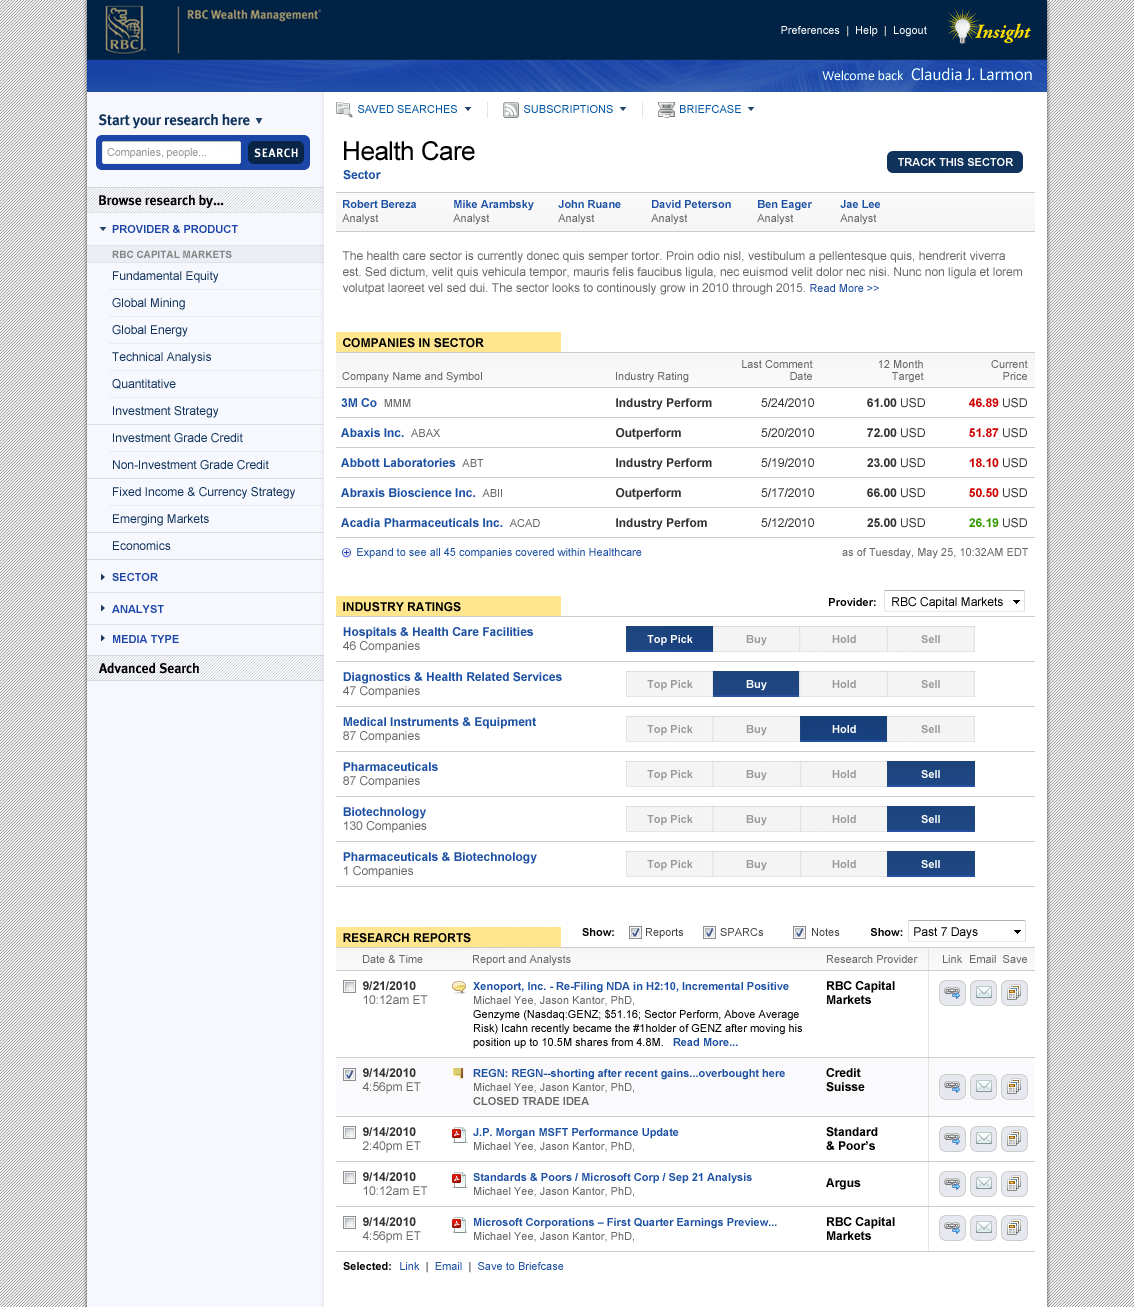 RBC
RBC Wealth Management®
Preferences | Help | Logout
Insight
Welcome back Claudia J. Larmon
Start your research here
Companies, people...
SEARCH
Browse research by...
PROVIDER & PRODUCT
RBC CAPITAL MARKETS
Fundamental Equity
Global Mining
Global Energy
Technical Analysis
Quantitative
Investment Strategy
Investment Grade Credit
Non-Investment Grade Credit
Fixed Income & Currency Strategy
Emerging Markets
Economics
SECTOR
ANALYST
MEDIA TYPE
Advanced Search
SAVED SEARCHES SUBSCRIPTIONS BRIEFCASE
Health Care
Sector
TRACK THIS SECTOR
Robert Bereza Mike Arambsky John Ruane David Peterson Ben Eager Jae Lee
Analyst Analyst Analyst Analyst Analyst Analyst
The health care sector is currently donec quis semper tortor. Proin odio nisl, vestibulum a pellentesque quis, hendrerit viverra
est. Sed dictum, velit quis vehicula tempor, mauris felis faucibus ligula, nec euismod velit dolor nec nisi. Nunc non ligula et lorem
volutpat laoreet vel sed dui. The sector looks to continously grow in 2010 through 2015. Read More >>
COMPANIES IN SECTOR
Company Name and Symbol Industry Rating Last Comment Date 12 Month Target Current Price
3M Co MMM Industry Perform 5/24/2010 61.00 USD 46.89 USD
Abaxis Inc. ABAX Outperform 5/20/2010 72.00 USD 51.87 USD
Abbott Laboratories ABT Industry Perform 5/19/2010 23.00 USD 18.10 USD
Abraxis Bioscience Inc. ABII Outperform 5/17/2010 66.00 USD 50.50 USD
Acadia Pharmaceuticals Inc. ACAD Industry Perfom 5/12/2010 25.00 USD 26.19 USD
Expand to see all 45 companies covered within Healthcare as of Tuesday, May 25, 10:32AM EDT
INDUSTRY RATINGS
Provider: RBC Capital Markets
Hospitals & Health Care Facilities
46 Companies
Top Pick Buy Hold Sell
Diagnostics & Health Related Services
47 Companies
Top Pick Buy Hold Sell
Medical Instruments & Equipment
87 Companies
Top Pick Buy Hold Sell
Pharmaceuticals
87 Companies
Top Pick Buy Hold Sell
Biotechnology
130 Companies
Top Pick Buy Hold Sell
Pharmaceuticals & Biotechnology
1 Companies
Top Pick Buy Hold Sell
RESEARCH REPORTS
Show: Reports SPARCs Notes Show: Past 7 Days
Date & Time Report and Analysts Research Provider Link Email Save
9/21/2010
10:12am ET
Xenoport, Inc. - Re-Filing NDA in H2:10, Incremental Positive
Michael Yee, Jason Kantor, PhD,
Genzyme (Nasdaq:GENZ; $51.16; Sector Perform, Above Average
Risk) Icahn recently became the #1holder of GENZ after moving his
position up to 10.5M shares from 4.8M. Read More...
RBC Capital
Markets
9/14/2010
4:56pm ET
REGN: REGN--shorting after recent gains...overbought here
Michael Yee, Jason Kantor, PhD,
CLOSED TRADE IDEA
Credit
Suisse
9/14/2010
2:40pm ET
J.P. Morgan MSFT Performance Update
Michael Yee, Jason Kantor, PhD,
Standard
& Poor's
9/14/2010
10:12am ET
Standards & Poors / Microsoft Corp / Sep 21 Analysis
Michael Yee, Jason Kantor, PhD,
Argus
9/14/2010
4:56pm ET
Microsoft Corporations – First Quarter Earnings Preview...
Michael Yee, Jason Kantor, PhD,
RBC Capital
Markets
Selected: Link | Email | Save to Briefcase